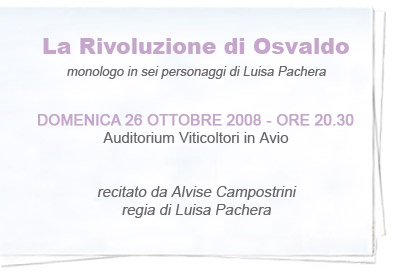 La Rivoluzione di Osvaldo
monologo in sei personaggi di Luisa Pachera
DOMENICA 26 OTTOBRE 2008 - ORE 20.30
Auditorium Viticoltori in Avio
recitato da Alvise Campostrini
regia di Luisa Pachera